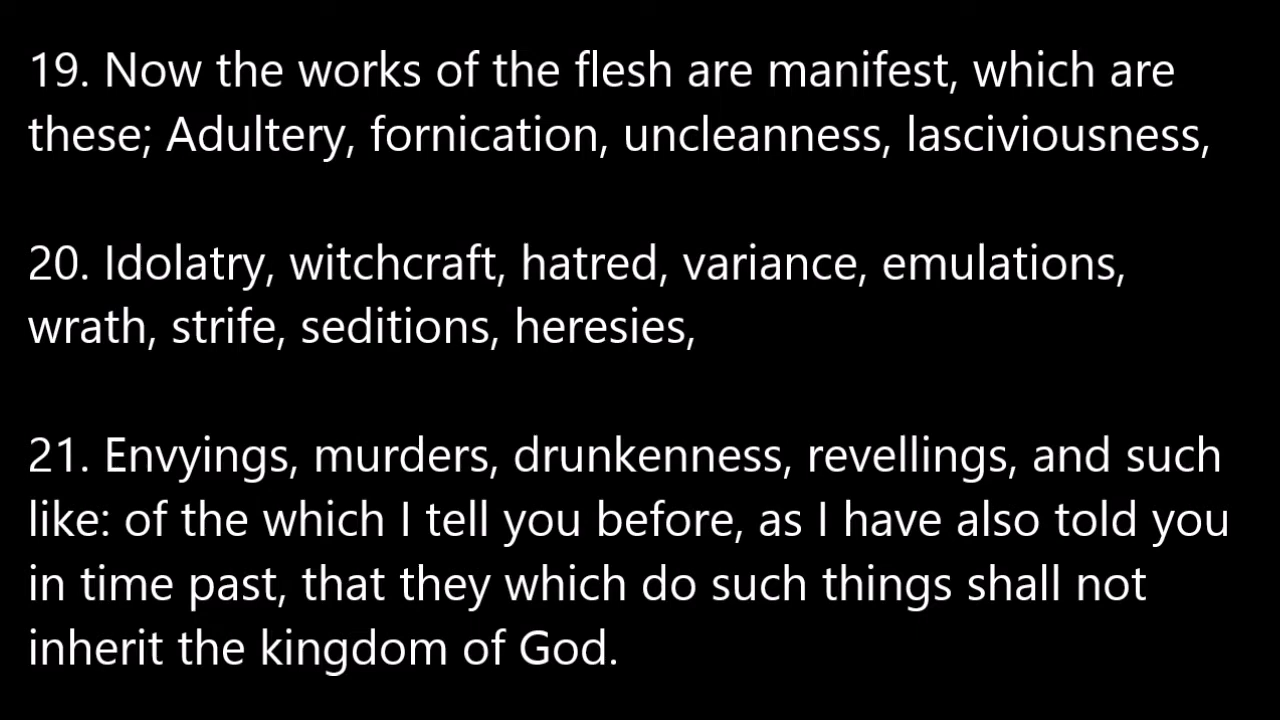 19. Now the works of the flesh are manifest, which are
these; Adultery, fornication, uncleanness, lasciviousness,
20. Idolatry, witchcraft, hatred, variance, emulations,
wrath, strife, seditions, heresies,
21. Envyings, murders, drunkenness, revellings, and such
like: of the which I tell you before, as I have also told you
in time past, that they which do such things shall not
inherit the kingdom of God.